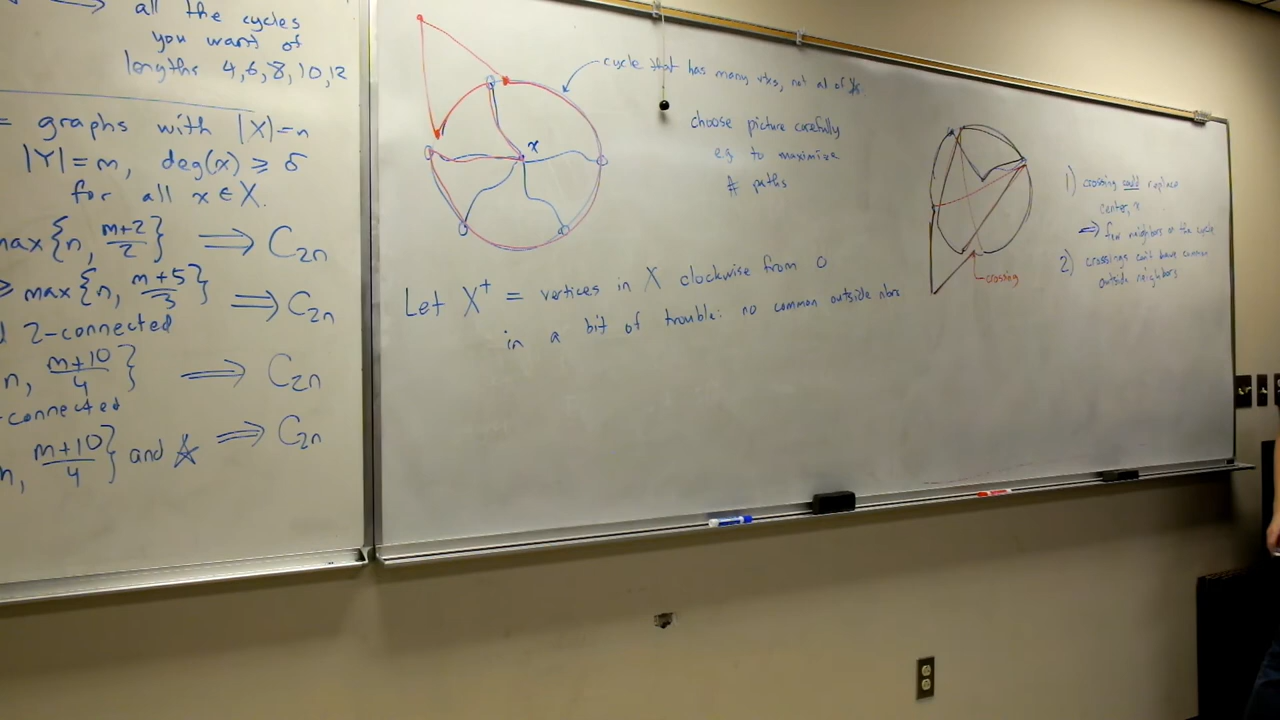 all the cycles
you want of
lengths 4,6,8,10,12
= graphs with |X|=n
|Y|=m, deg(x) ≥ δ
for all x ∈ X.
max{n, m+2/2} ⟹ C2n
≥ max{n, m+5/3} ⟹ C2n
2-connected
n, m+10/4} ⟹ C2n
-connected
n, m+10/4} and ☆ ⟹ C2n
x
cycle that has many vtxs, not all of
choose picture carefully
e.g. to maximize
# paths
Let X⁺ = vertices in X clockwise from O
in a bit of trouble: no common outside nbrs
crossing
1) crossing could replace
center, x
⟹ few neighbors on the cycle
2) crossings can't have common
outside neighbors